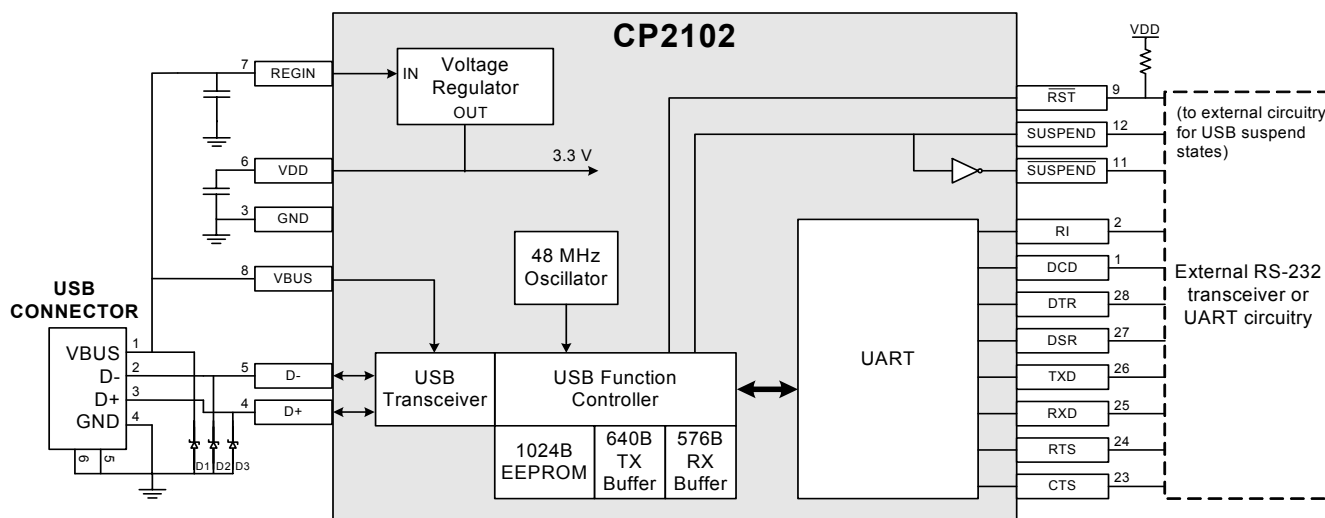 CP2102
7 REGIN
IN
Voltage
Regulator
OUT
6 VDD
3.3 V
3 GND
8 VBUS
48 MHz
Oscillator
USB
CONNECTOR
VBUS 1
D- 2
D+ 3
GND 4
6 5
D1 D2 D3
5 D-
4 D+
USB
Transceiver
USB Function
Controller
1024B
EEPROM
640B
TX
Buffer
576B
RX
Buffer
UART
VDD
RST 9
SUSPEND 12
SUSPEND 11
RI 2
DCD 1
DTR 28
DSR 27
TXD 26
RXD 25
RTS 24
CTS 23
(to external circuitry
for USB suspend
states)
External RS-232
transceiver or
UART circuitry